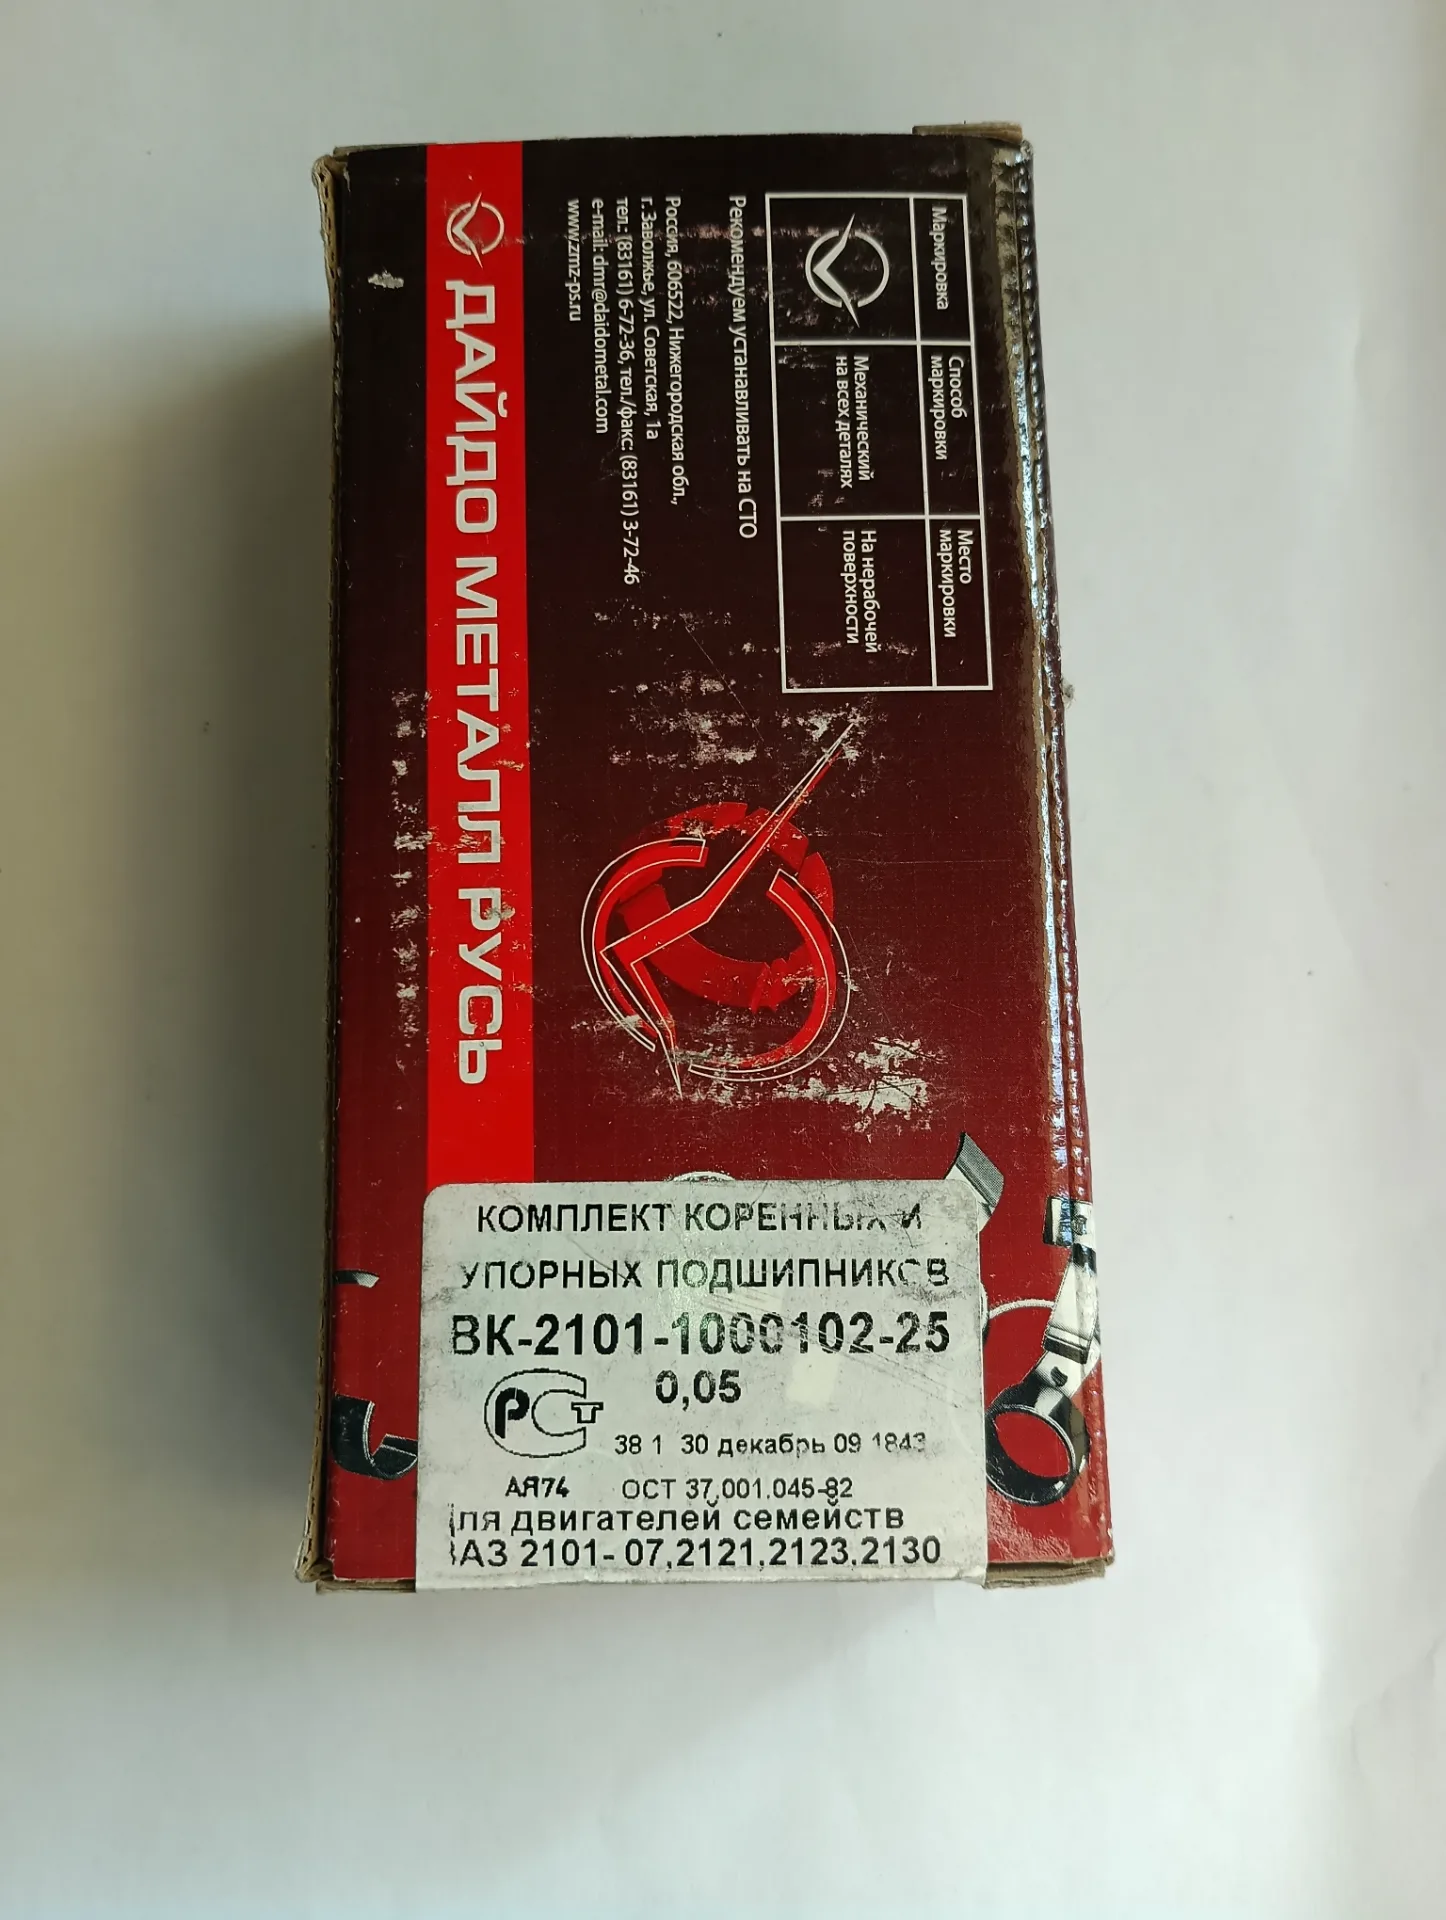 ДАЙДО МЕТАЛЛ РУСЬ
Маркировка
Способ
маркировки
Место
маркировки
Механический
на всех деталях
На нерабочей
поверхности
Рекомендуем устанавливать на СТО
Россия, 606522, Нижегородская обл.,
г. Заволжье, ул. Советская, 1а
тел.: (83161) 6-72-36, тел./факс: (83161) 3-72-46
e-mail: dmr@daidometal.com
www.zmz-ps.ru
КОМПЛЕКТ КОРЕННЫХ И
УПОРНЫХ ПОДШИПНИКОВ
ВК-2101-1000102-25
0,05
РСТ
38 1 30 декабрь 09 1843
АЯ74 ОСТ 37.001.045-82
ля двигателей семейств
АЗ 2101- 07,2121,2123,2130